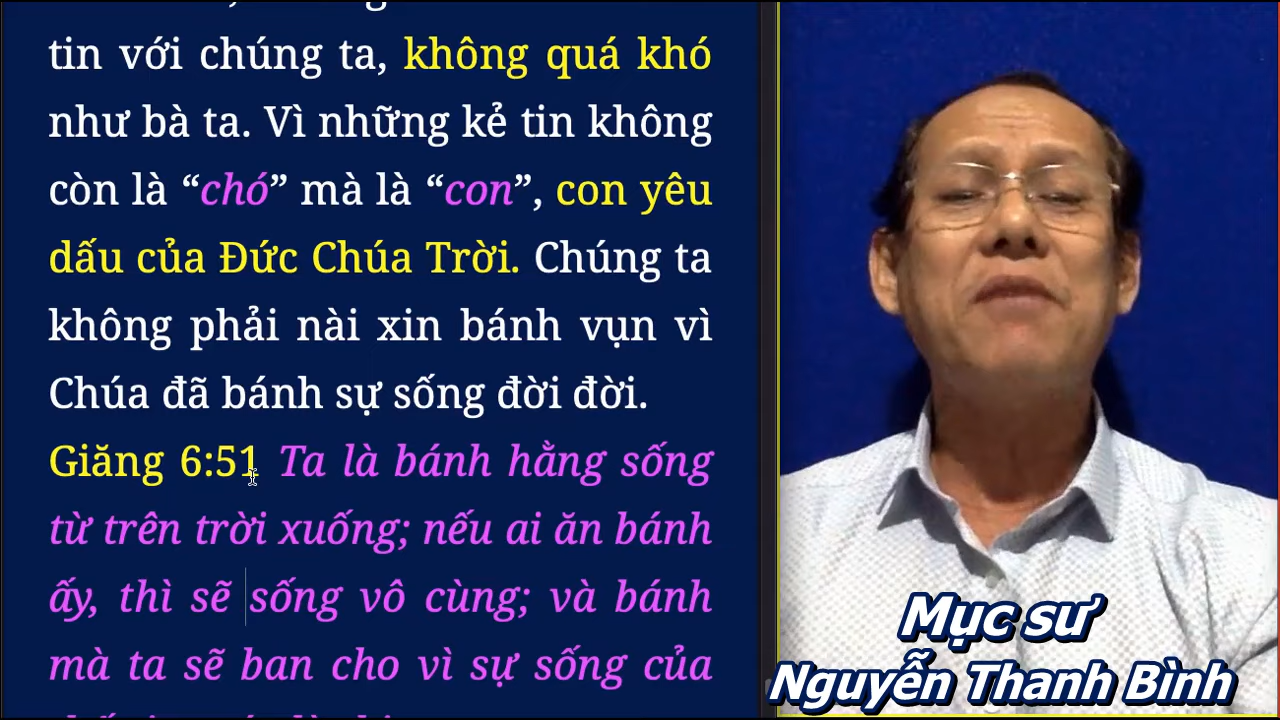 tin với chúng ta, không quá khó
như bà ta. Vì những kẻ tin không
còn là “chó” mà là “con”, con yêu
dấu của Đức Chúa Trời. Chúng ta
không phải nài xin bánh vụn vì
Chúa đã bánh sự sống đời đời.
Giăng 6:51 Ta là bánh hằng sống
từ trên trời xuống; nếu ai ăn bánh
ấy, thì sẽ sống vô cùng; và bánh
mà ta sẽ ban cho vì sự sống của
Mục sư
Nguyễn Thanh Bình